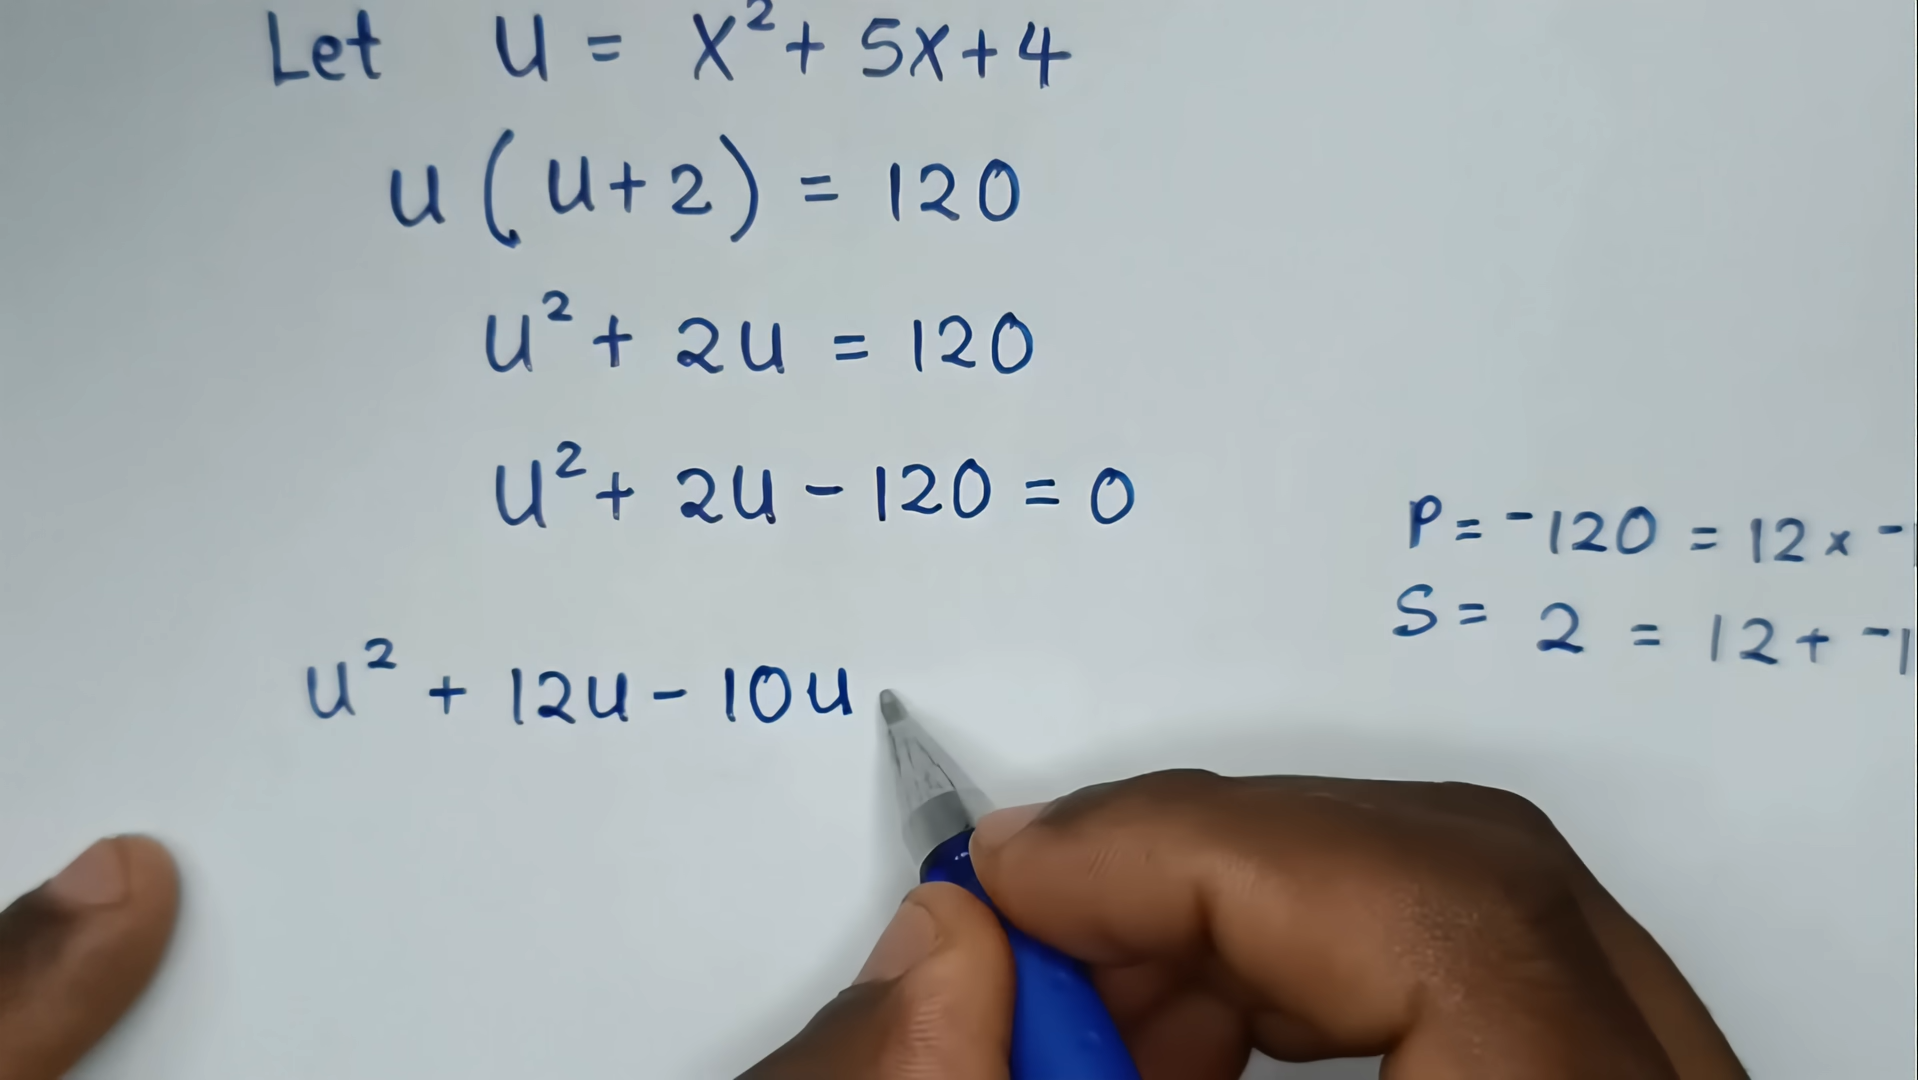 Let u = x² + 5x + 4
u(u+2) = 120
u² + 2u = 120
u² + 2u - 120 = 0
P = -120 = 12 x -
S = 2 = 12 + -1
u² + 12u - 10u